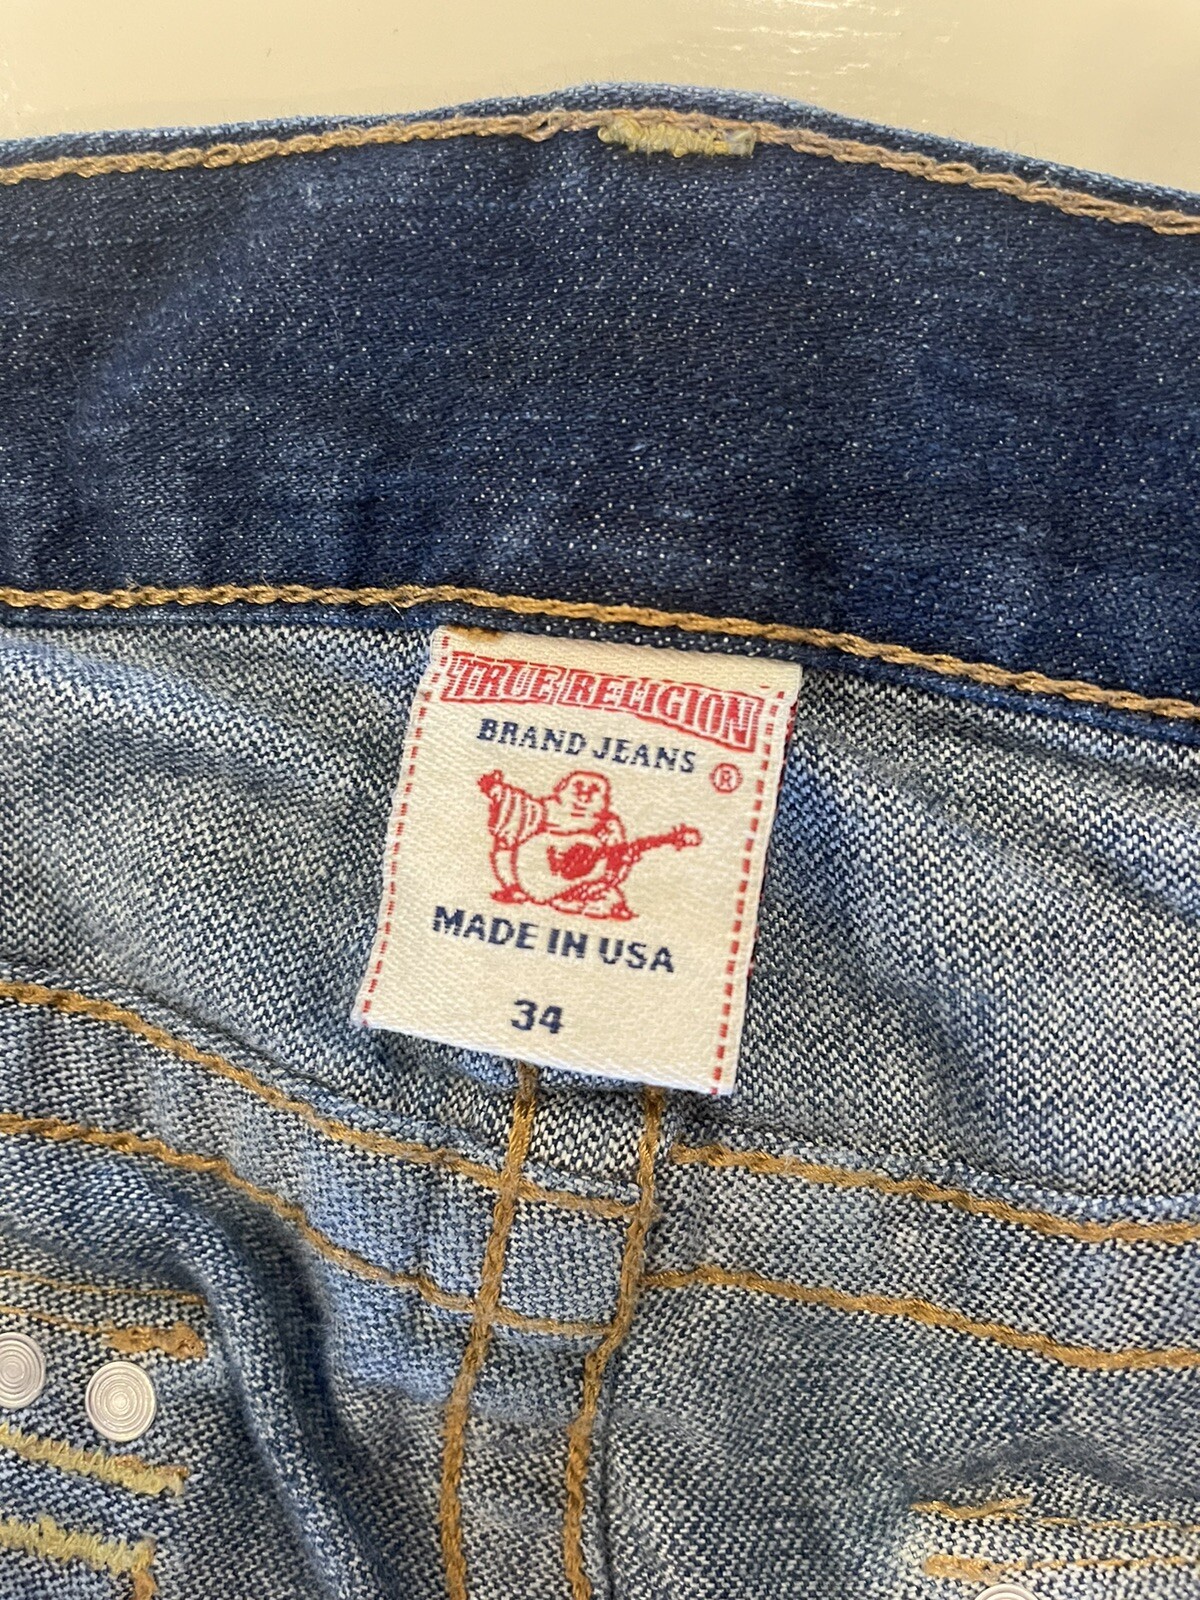 TRUE RELIGION
BRAND JEANS
®
MADE IN USA
34